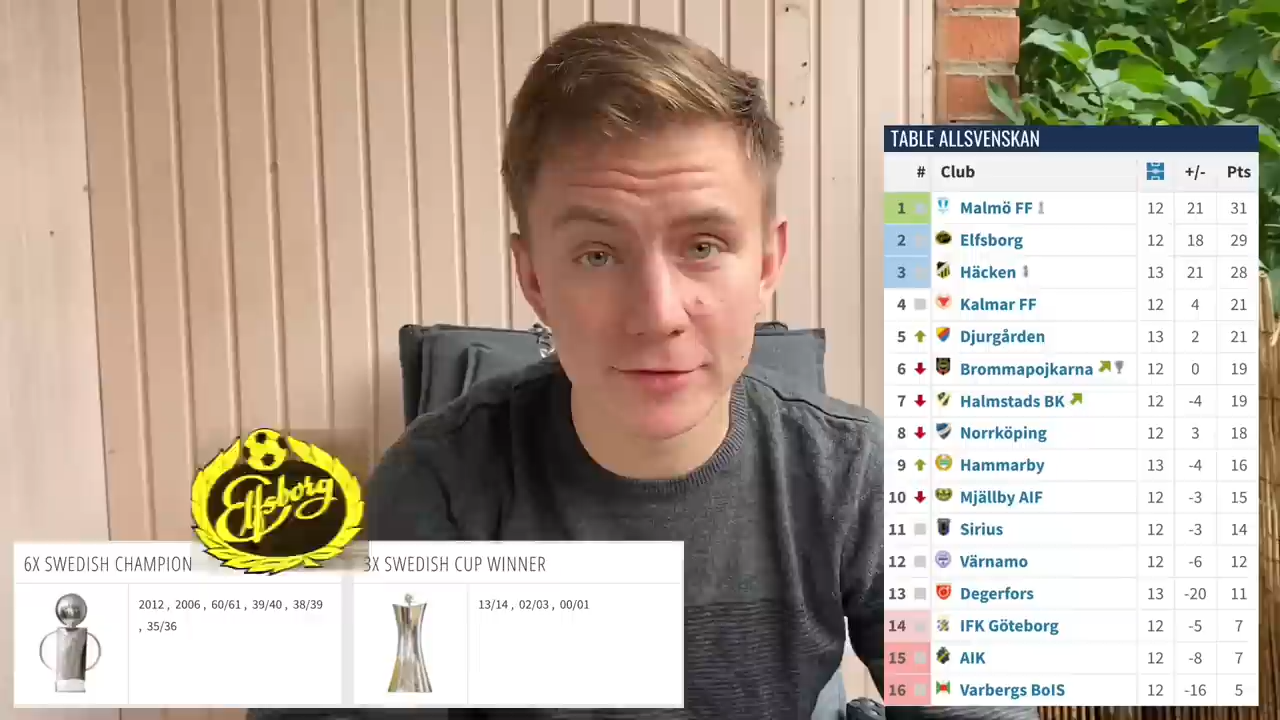 TABLE ALLSVENSKAN
# Club +/- Pts
1 Malmö FF 12 21 31
2 Elfsborg 12 18 29
3 Häcken 13 21 28
4 Kalmar FF 12 4 21
5 Djurgården 13 2 21
6 Brommapojkarna 12 0 19
7 Halmstads BK 12 -4 19
8 Norrköping 12 3 18
9 Hammarby 13 -4 16
10 Mjällby AIF 12 -3 15
11 Sirius 12 -3 14
12 Värnamo 12 -6 12
13 Degerfors 13 -20 11
14 IFK Göteborg 12 -5 7
15 AIK 12 -8 7
16 Varbergs BoIS 12 -16 5
Elfsborg
6X SWEDISH CHAMPION
2012 , 2006 , 60/61 , 39/40 , 38/39
, 35/36
3X SWEDISH CUP WINNER
13/14 , 02/03 , 00/01